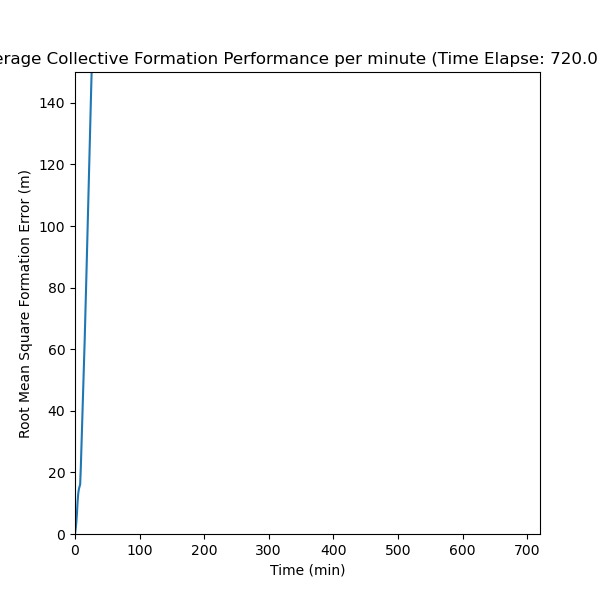 erage Collective Formation Performance per minute (Time Elapse: 720.0
140
120
100
80
60
40
20
0
Root Mean Square Formation Error (m)
0 100 200 300 400 500 600 700
Time (min)